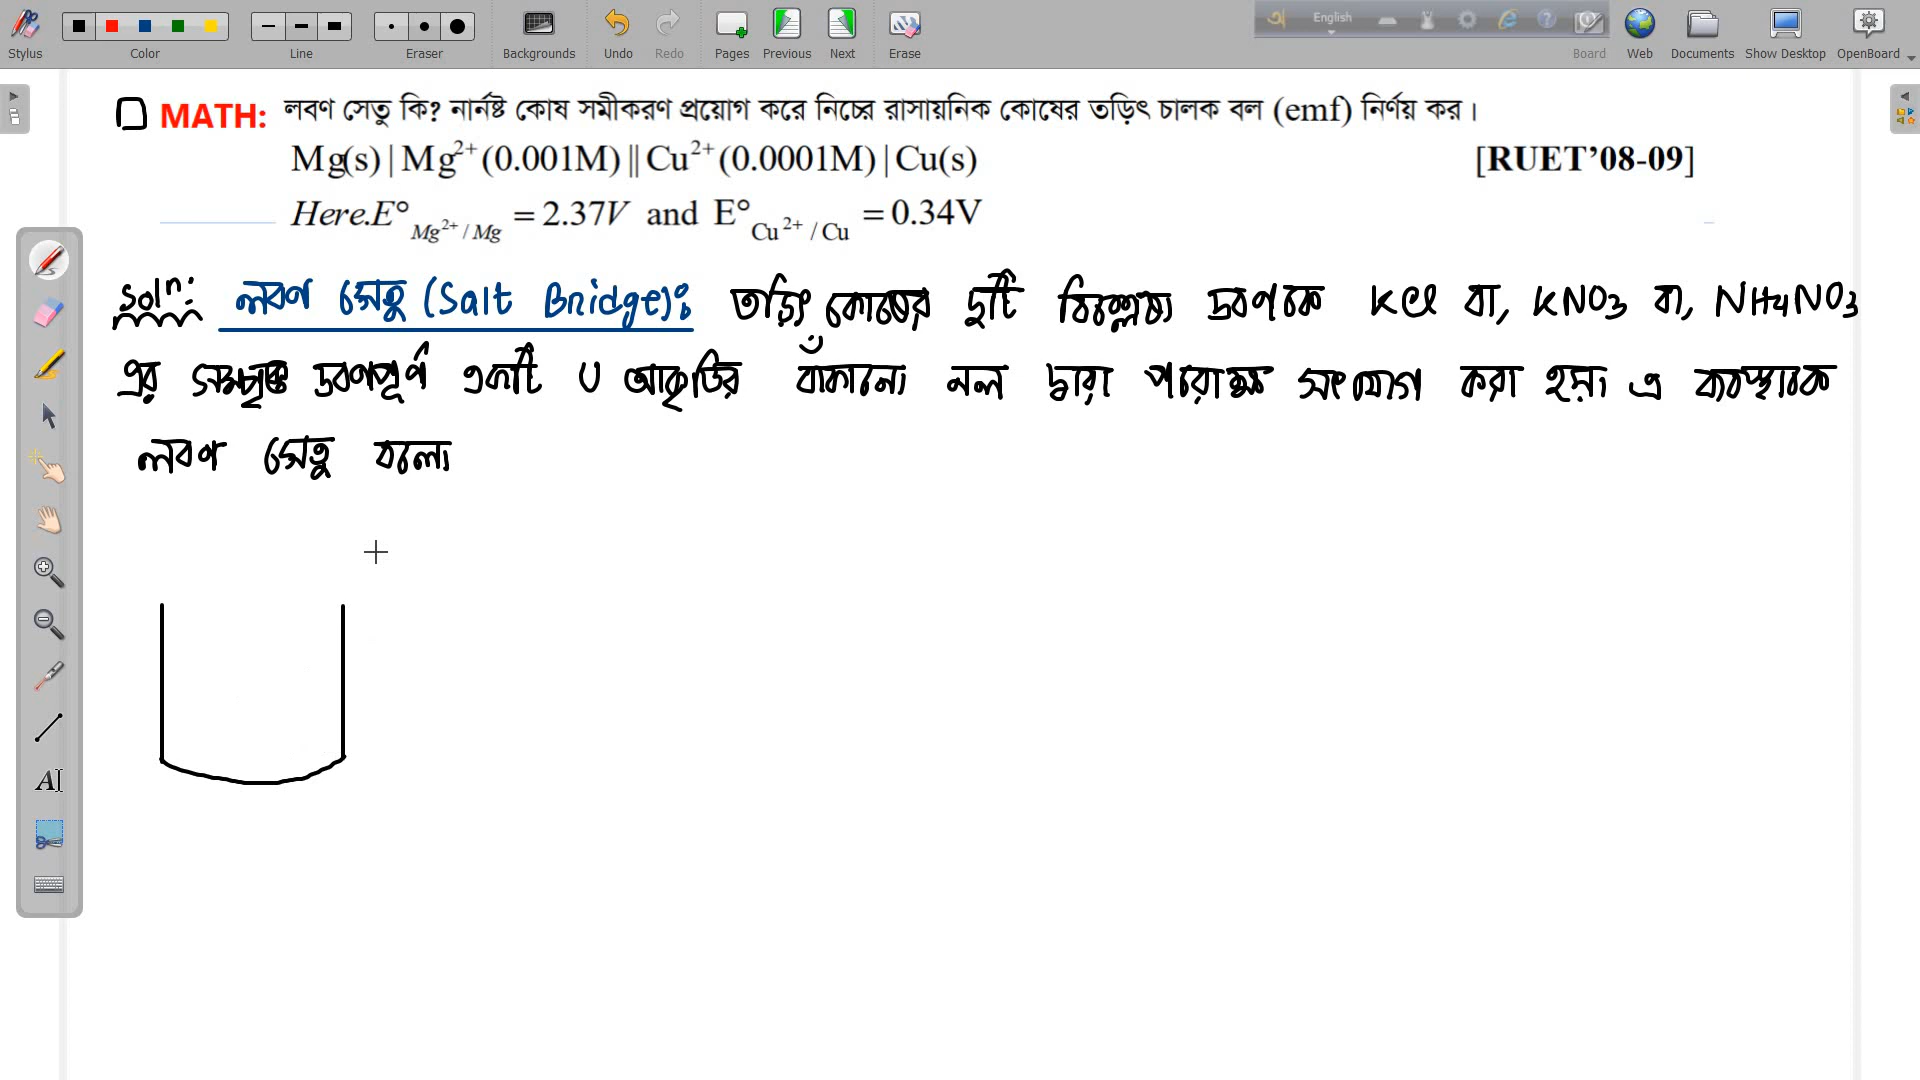 Stylus Color Line Eraser Backgrounds Undo Redo Pages Previous Next Erase Board Web Documents Show Desktop OpenBoard
English
MATH: লবণ সেতু কি? নার্নষ্ট কোষ সমীকরণ প্রয়োগ করে নিচের রাসায়নিক কোষের তড়িৎ চালক বল (emf) নির্ণয় কর।
Mg(s) | Mg²⁺ (0.001M) || Cu²⁺ (0.0001M) | Cu(s) [RUET’08-09]
Here.E°Mg²⁺/Mg = 2.37V and E°Cu²⁺/Cu = 0.34V
Soln: লবণ সেতু (Salt Bridge): তড়িৎ কোষের দুটি বিশ্লেষ্য দ্রবণকে KCl বা, KNO₃ বা, NH₄NO₃
এর সম্পৃক্ত দ্রবণপূর্ণ একটি U আকৃতির বাঁকানো নল দ্বারা পরোক্ষ সংযোগ করা হয়। এ ব্যবস্থাকে
লবণ সেতু বলে।